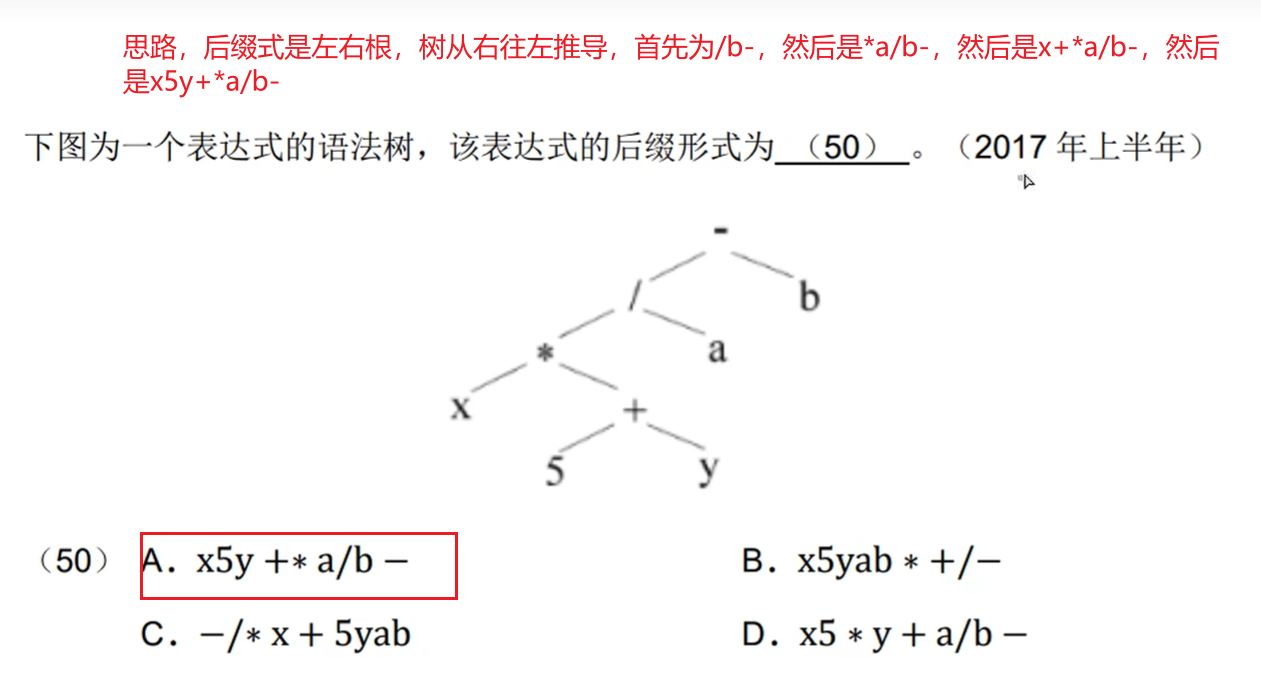 思路，后缀式是左右根，树从右往左推导，首先为/b-，然后是*a/b-，然后是x+*a/b-，然后
是x5y+*a/b-
下图为一个表达式的语法树，该表达式的后缀形式为 （50） 。（2017 年上半年）
-
/ b
* a
x +
5 y
（50） A. x5y +∗ a/b − B. x5yab ∗ +/−
C. −/∗ x + 5yab D. x5 ∗ y + a/b −